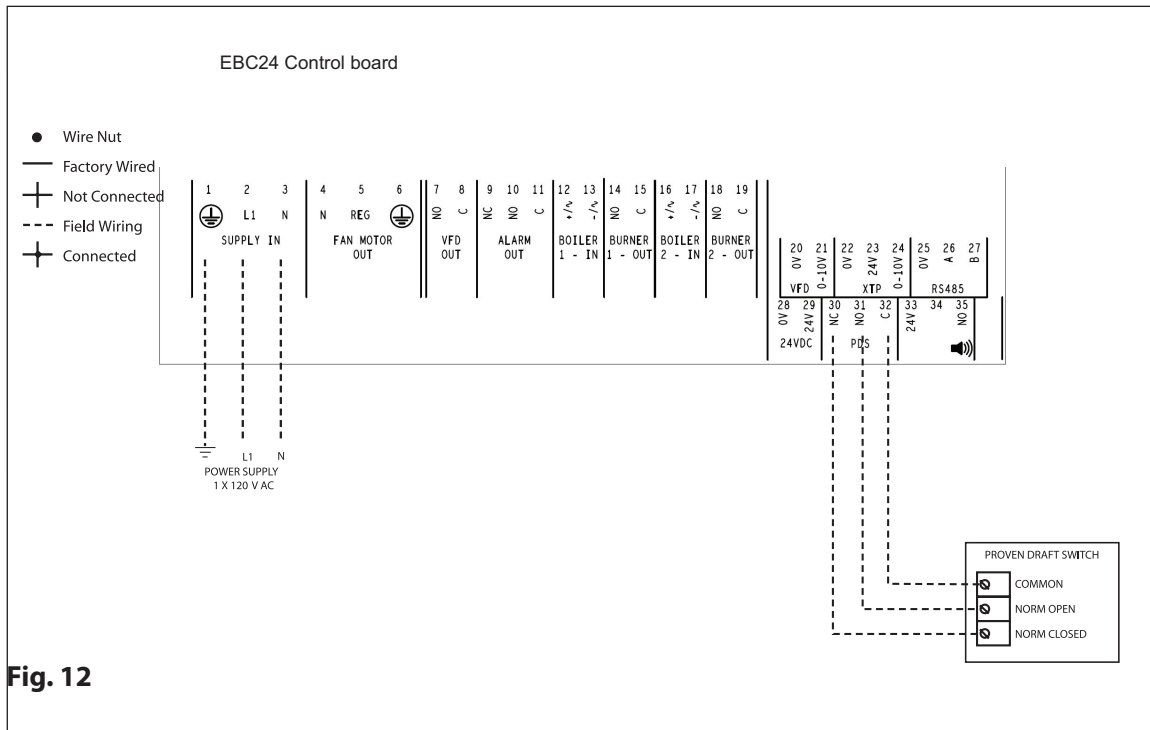 EBC24 Control board
Wire Nut
Factory Wired
Not Connected
Field Wiring
Connected
1 2 3 4 5 6 7 8 9 10 11 12 13 14 15 16 17 18 19
L1 N N REG NO C NC NO C +/∿ -/∿ NO C +/∿ -/∿ NO C
SUPPLY IN FAN MOTOR VFD ALARM BOILER BURNER BOILER BURNER
OUT OUT OUT 1 - IN 1 - OUT 2 - IN 2 - OUT
20 21 22 23 24 25 26 27
0V 0-10V 0V 24V 0-10V 0V A B
VFD XTP RS485
28 29 30 31 32 33 34 35
0V 24V NC NO C 24V NO
24VDC PDS
L1 N
POWER SUPPLY
1 X 120 V AC
PROVEN DRAFT SWITCH
COMMON
NORM OPEN
NORM CLOSED
Fig. 12